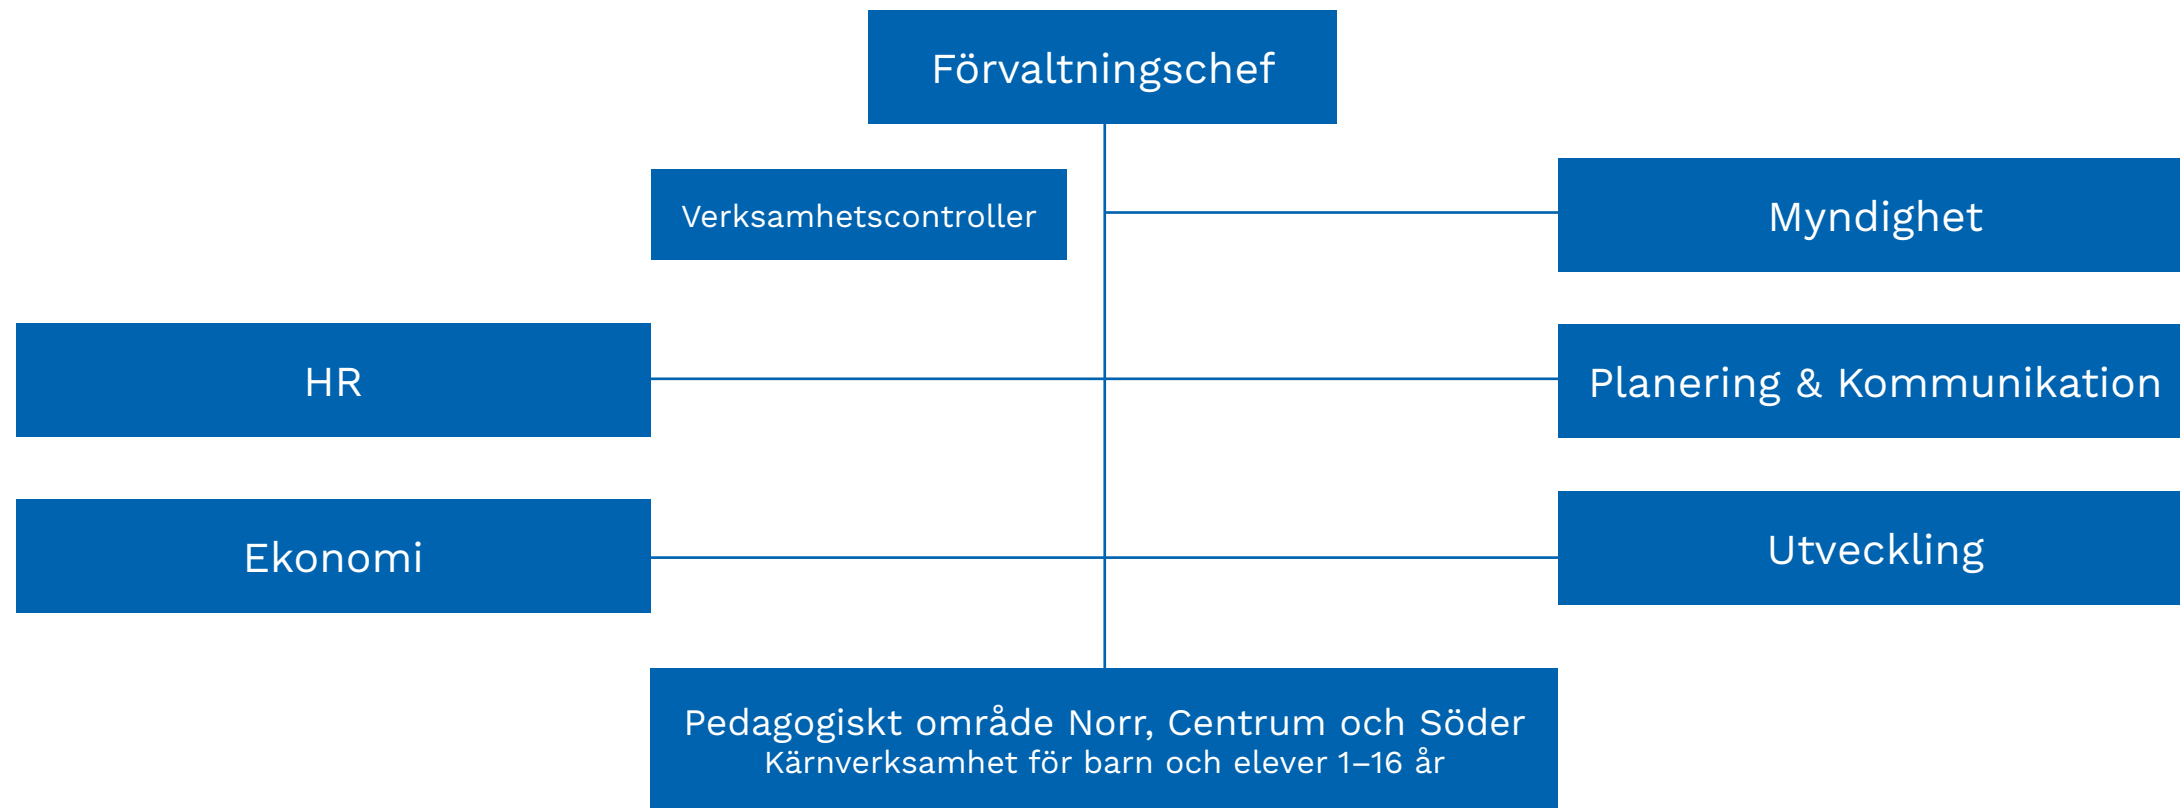 Förvaltningschef
Verksamhetscontroller
Myndighet
HR
Planering & Kommunikation
Ekonomi
Utveckling
Pedagogiskt område Norr, Centrum och Söder
Kärnverksamhet för barn och elever 1–16 år